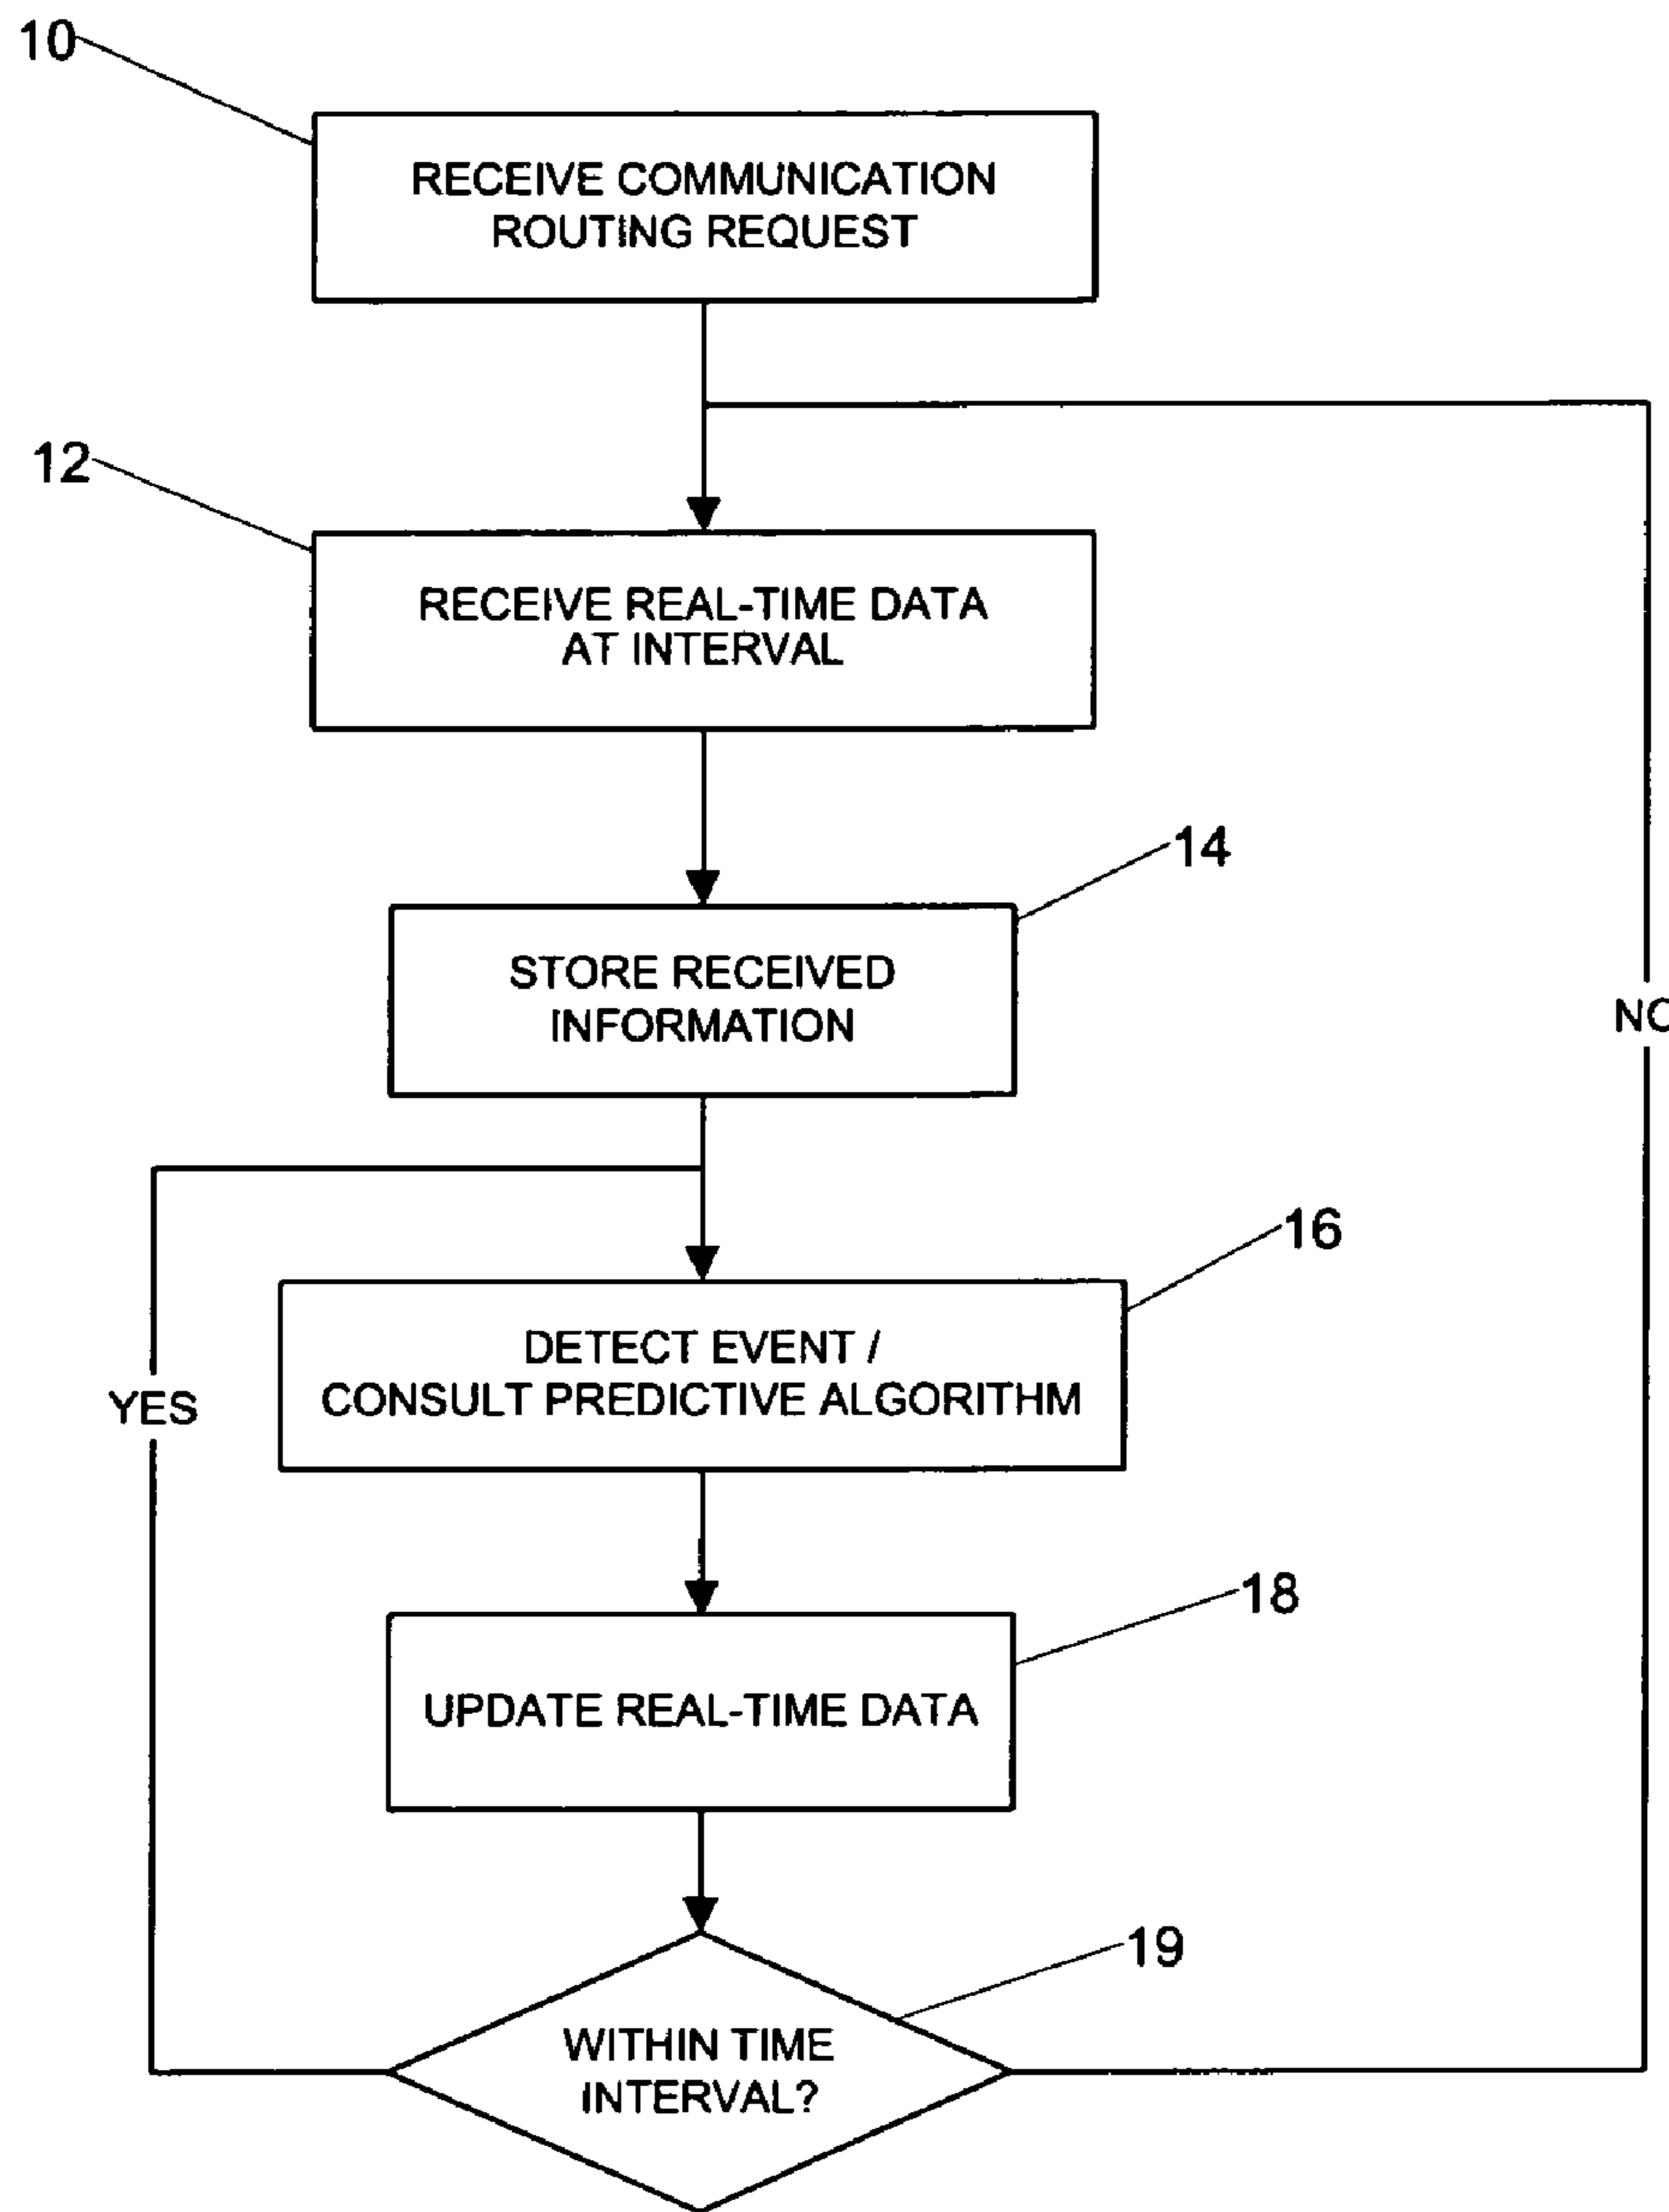 10
RECEIVE COMMUNICATION
ROUTING REQUEST
12
RECEIVE REAL-TIME DATA
AT INTERVAL
14
STORE RECEIVED
INFORMATION
NO
16
DETECT EVENT /
CONSULT PREDICTIVE ALGORITHM
YES
18
UPDATE REAL-TIME DATA
19
WITHIN TIME
INTERVAL?